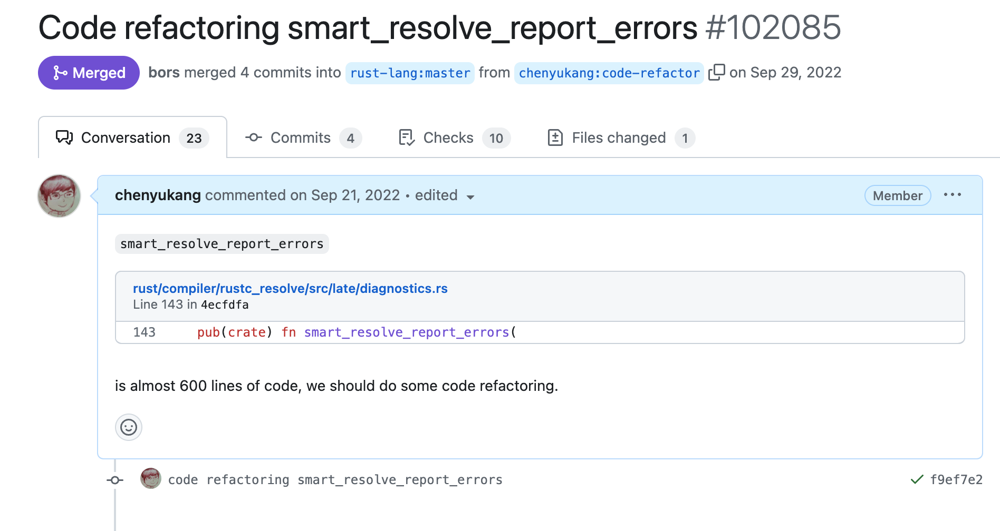 Code refactoring smart_resolve_report_errors #102085
Merged bors merged 4 commits into rust-lang:master from chenyukang:code-refactor on Sep 29, 2022
Conversation 23 Commits 4 Checks 10 Files changed 1
chenyukang commented on Sep 21, 2022 • edited Member
smart_resolve_report_errors
rust/compiler/rustc_resolve/src/late/diagnostics.rs
Line 143 in 4ecfdfa
143 pub(crate) fn smart_resolve_report_errors(
is almost 600 lines of code, we should do some code refactoring.
code refactoring smart_resolve_report_errors f9ef7e2